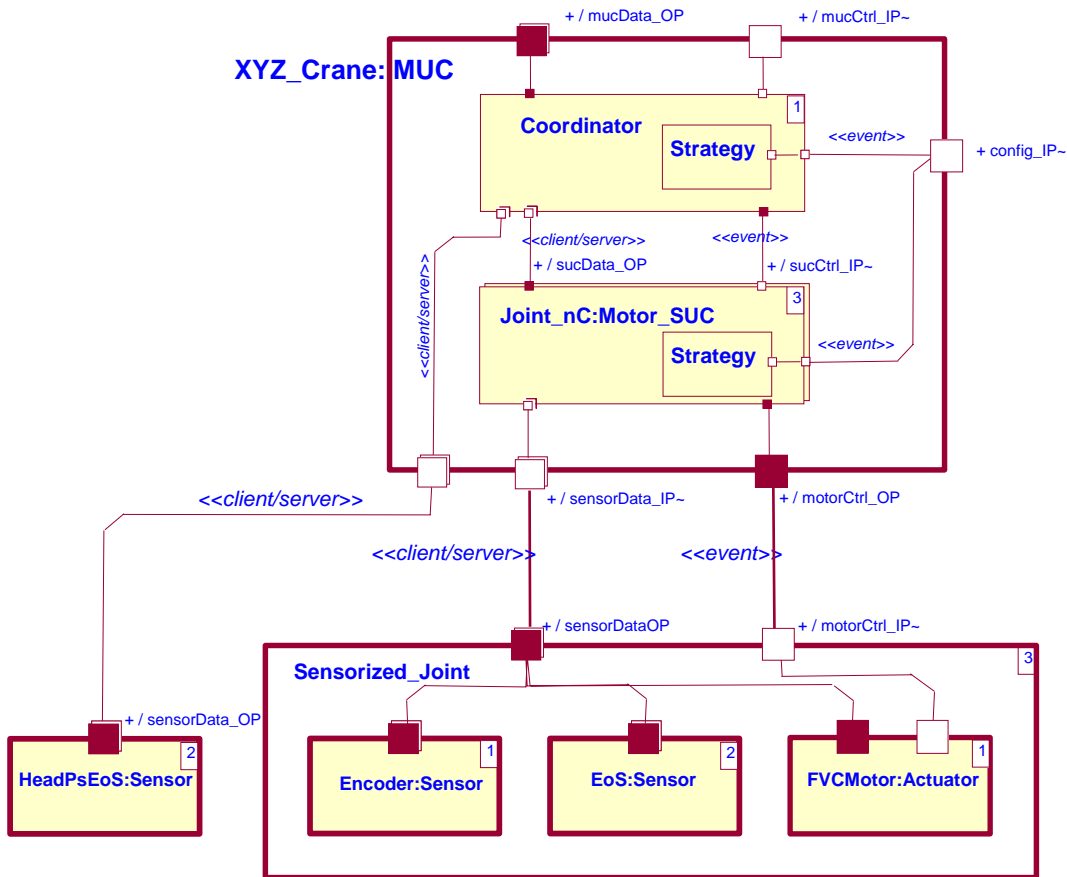 + / mucData_OP
+ / mucCtrl_IP~
XYZ_Crane: MUC
1
Coordinator
Strategy
<<event>>
+ config_IP~
<<client/server>>
<<event>>
+ / sucData_OP
+ / sucCtrl_IP~
<<client/server>>
3
Joint_nC:Motor_SUC
Strategy
<<event>>
<<client/server>>
+ / sensorData_IP~
+ / motorCtrl_OP
<<client/server>>
<<event>>
+ / sensorDataOP
+ / motorCtrl_IP~
Sensorized_Joint
3
+ / sensorData_OP
2
HeadPsEoS:Sensor
1
Encoder:Sensor
2
EoS:Sensor
1
FVCMotor:Actuator